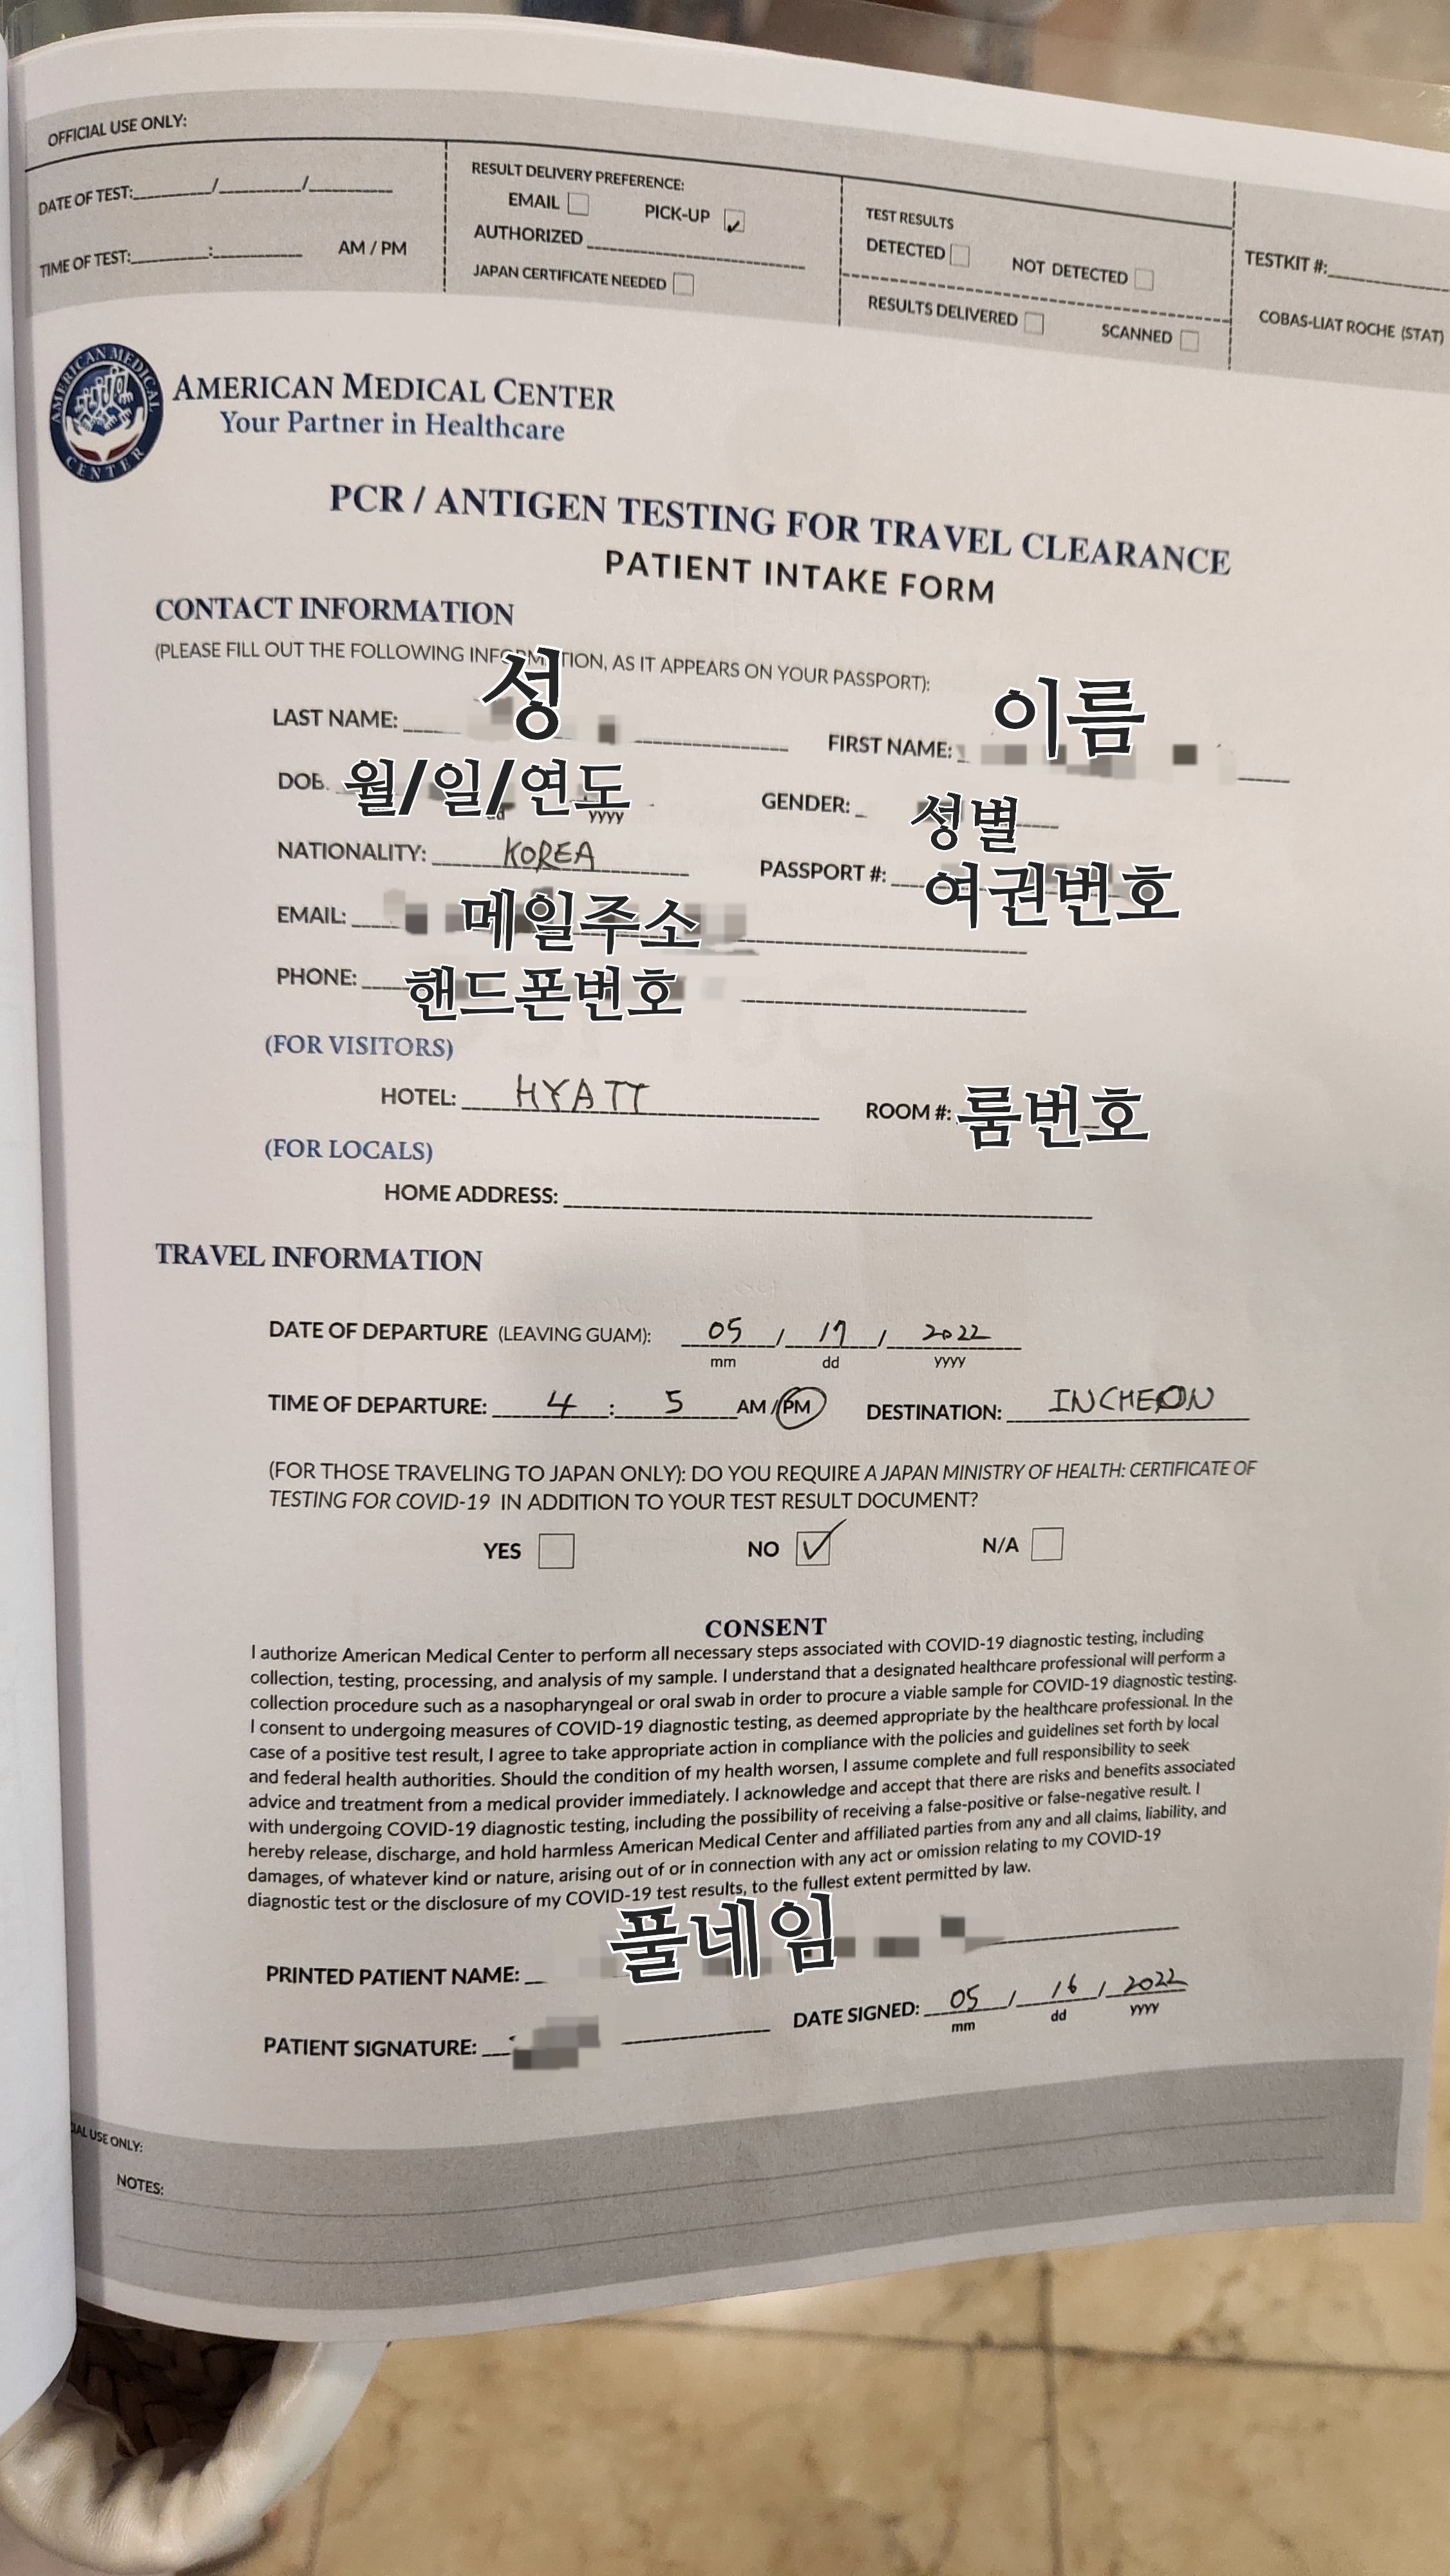 OFFICIAL USE ONLY:
DATE OF TEST:________/________/________
TIME OF TEST:________:________ AM / PM
RESULT DELIVERY PREFERENCE:
EMAIL ☐ PICK-UP ☑
AUTHORIZED ____________________
JAPAN CERTIFICATE NEEDED ☐
TEST RESULTS
DETECTED ☐ NOT DETECTED ☐
RESULTS DELIVERED ☐ SCANNED ☐
TESTKIT #:____________
COBAS-LIAT ROCHE (STAT)
AMERICAN MEDICAL CENTER
AMERICAN MEDICAL CENTER
Your Partner in Healthcare
PCR / ANTIGEN TESTING FOR TRAVEL CLEARANCE
PATIENT INTAKE FORM
CONTACT INFORMATION
(PLEASE FILL OUT THE FOLLOWING INFORMATION, AS IT APPEARS ON YOUR PASSPORT):
LAST NAME: 성 FIRST NAME: 이름
DOB: 월/일/연도 GENDER: 성별
dd yyyy
NATIONALITY: KOREA PASSPORT #: 여권번호
EMAIL: 메일주소
PHONE: 핸드폰번호
(FOR VISITORS)
HOTEL: HYATT ROOM #: 룸번호
(FOR LOCALS)
HOME ADDRESS:____________________
TRAVEL INFORMATION
DATE OF DEPARTURE (LEAVING GUAM): 05 / 17 / 2022
mm dd yyyy
TIME OF DEPARTURE: 4 : 5 AM / PM DESTINATION: INCHEON
(FOR THOSE TRAVELING TO JAPAN ONLY): DO YOU REQUIRE A JAPAN MINISTRY OF HEALTH: CERTIFICATE OF
TESTING FOR COVID-19 IN ADDITION TO YOUR TEST RESULT DOCUMENT?
YES ☐ NO ☑ N/A ☐
CONSENT
I authorize American Medical Center to perform all necessary steps associated with COVID-19 diagnostic testing, including
collection, testing, processing, and analysis of my sample. I understand that a designated healthcare professional will perform a
collection procedure such as a nasopharyngeal or oral swab in order to procure a viable sample for COVID-19 diagnostic testing.
I consent to undergoing measures of COVID-19 diagnostic testing, as deemed appropriate by the healthcare professional. In the
case of a positive test result, I agree to take appropriate action in compliance with the policies and guidelines set forth by local
and federal health authorities. Should the condition of my health worsen, I assume complete and full responsibility to seek
advice and treatment from a medical provider immediately. I acknowledge and accept that there are risks and benefits associated
with undergoing COVID-19 diagnostic testing, including the possibility of receiving a false-positive or false-negative result. I
hereby release, discharge, and hold harmless American Medical Center and affiliated parties from any and all claims, liability, and
damages, of whatever kind or nature, arising out of or in connection with any act or omission relating to my COVID-19
diagnostic test or the disclosure of my COVID-19 test results, to the fullest extent permitted by law.
PRINTED PATIENT NAME: 풀네임
PATIENT SIGNATURE: DATE SIGNED: 05 / 16 / 2022
mm dd yyyy
IAL USE ONLY:
NOTES: